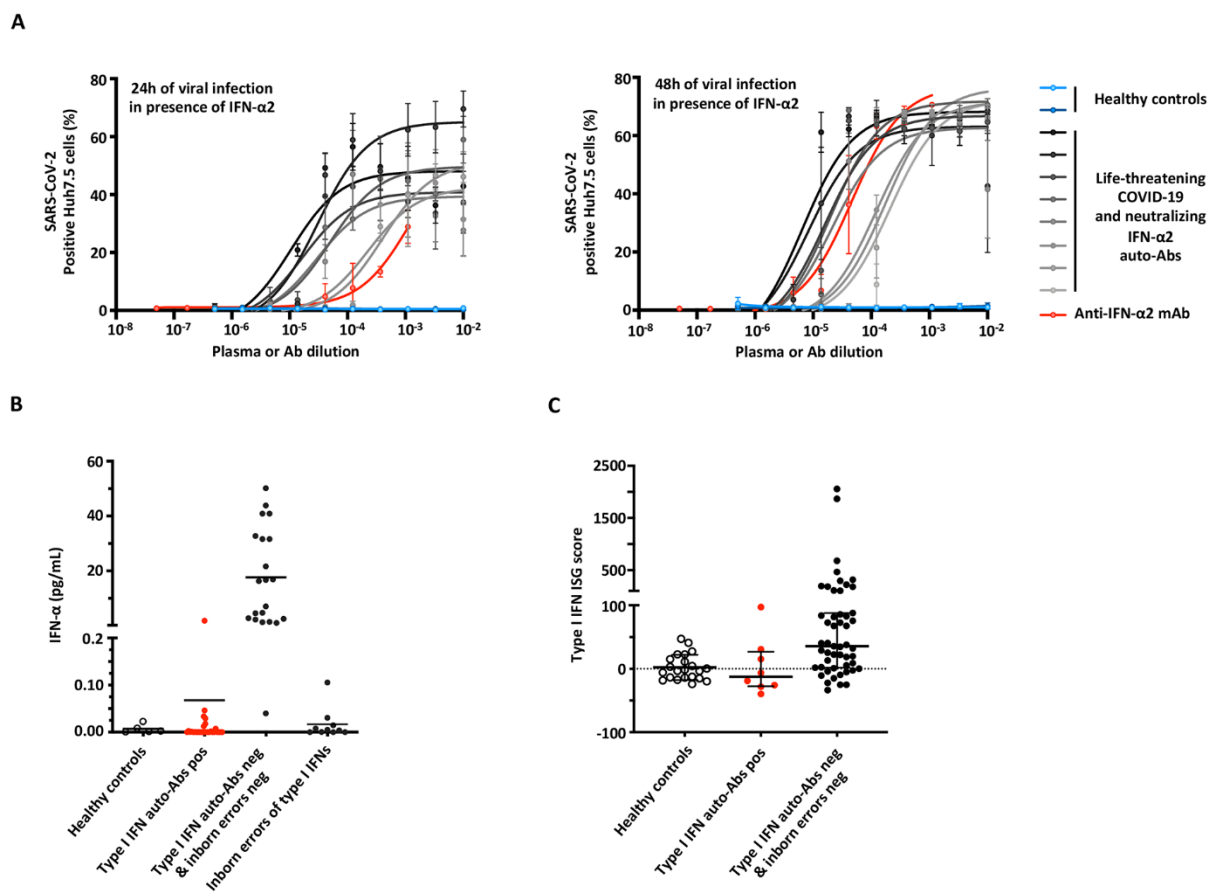 A
24h of viral infection
in presence of IFN-α2
SARS-CoV-2
Positive Huh7.5 cells (%)
80
60
40
20
0
10-8
10-7
10-6
10-5
10-4
10-3
10-2
Plasma or Ab dilution
48h of viral infection
in presence of IFN-α2
SARS-CoV-2
positive Huh7.5 cells (%)
80
60
40
20
0
10-8
10-7
10-6
10-5
10-4
10-3
10-2
Plasma or Ab dilution
Healthy controls
Life-threatening
COVID-19
and neutralizing
IFN-α2
auto-Abs
Anti-IFN-α2 mAb
B
IFN-α (pg/mL)
60
40
20
0.2
0.10
0.00
Healthy controls
Type I IFN auto-Abs pos
Type I IFN auto-Abs neg
& inborn errors neg
Inborn errors of type I IFNs
C
Type I IFN ISG score
2500
1500
500
100
0
-100
Healthy controls
Type I IFN auto-Abs pos
Type I IFN auto-Abs neg
& inborn errors neg